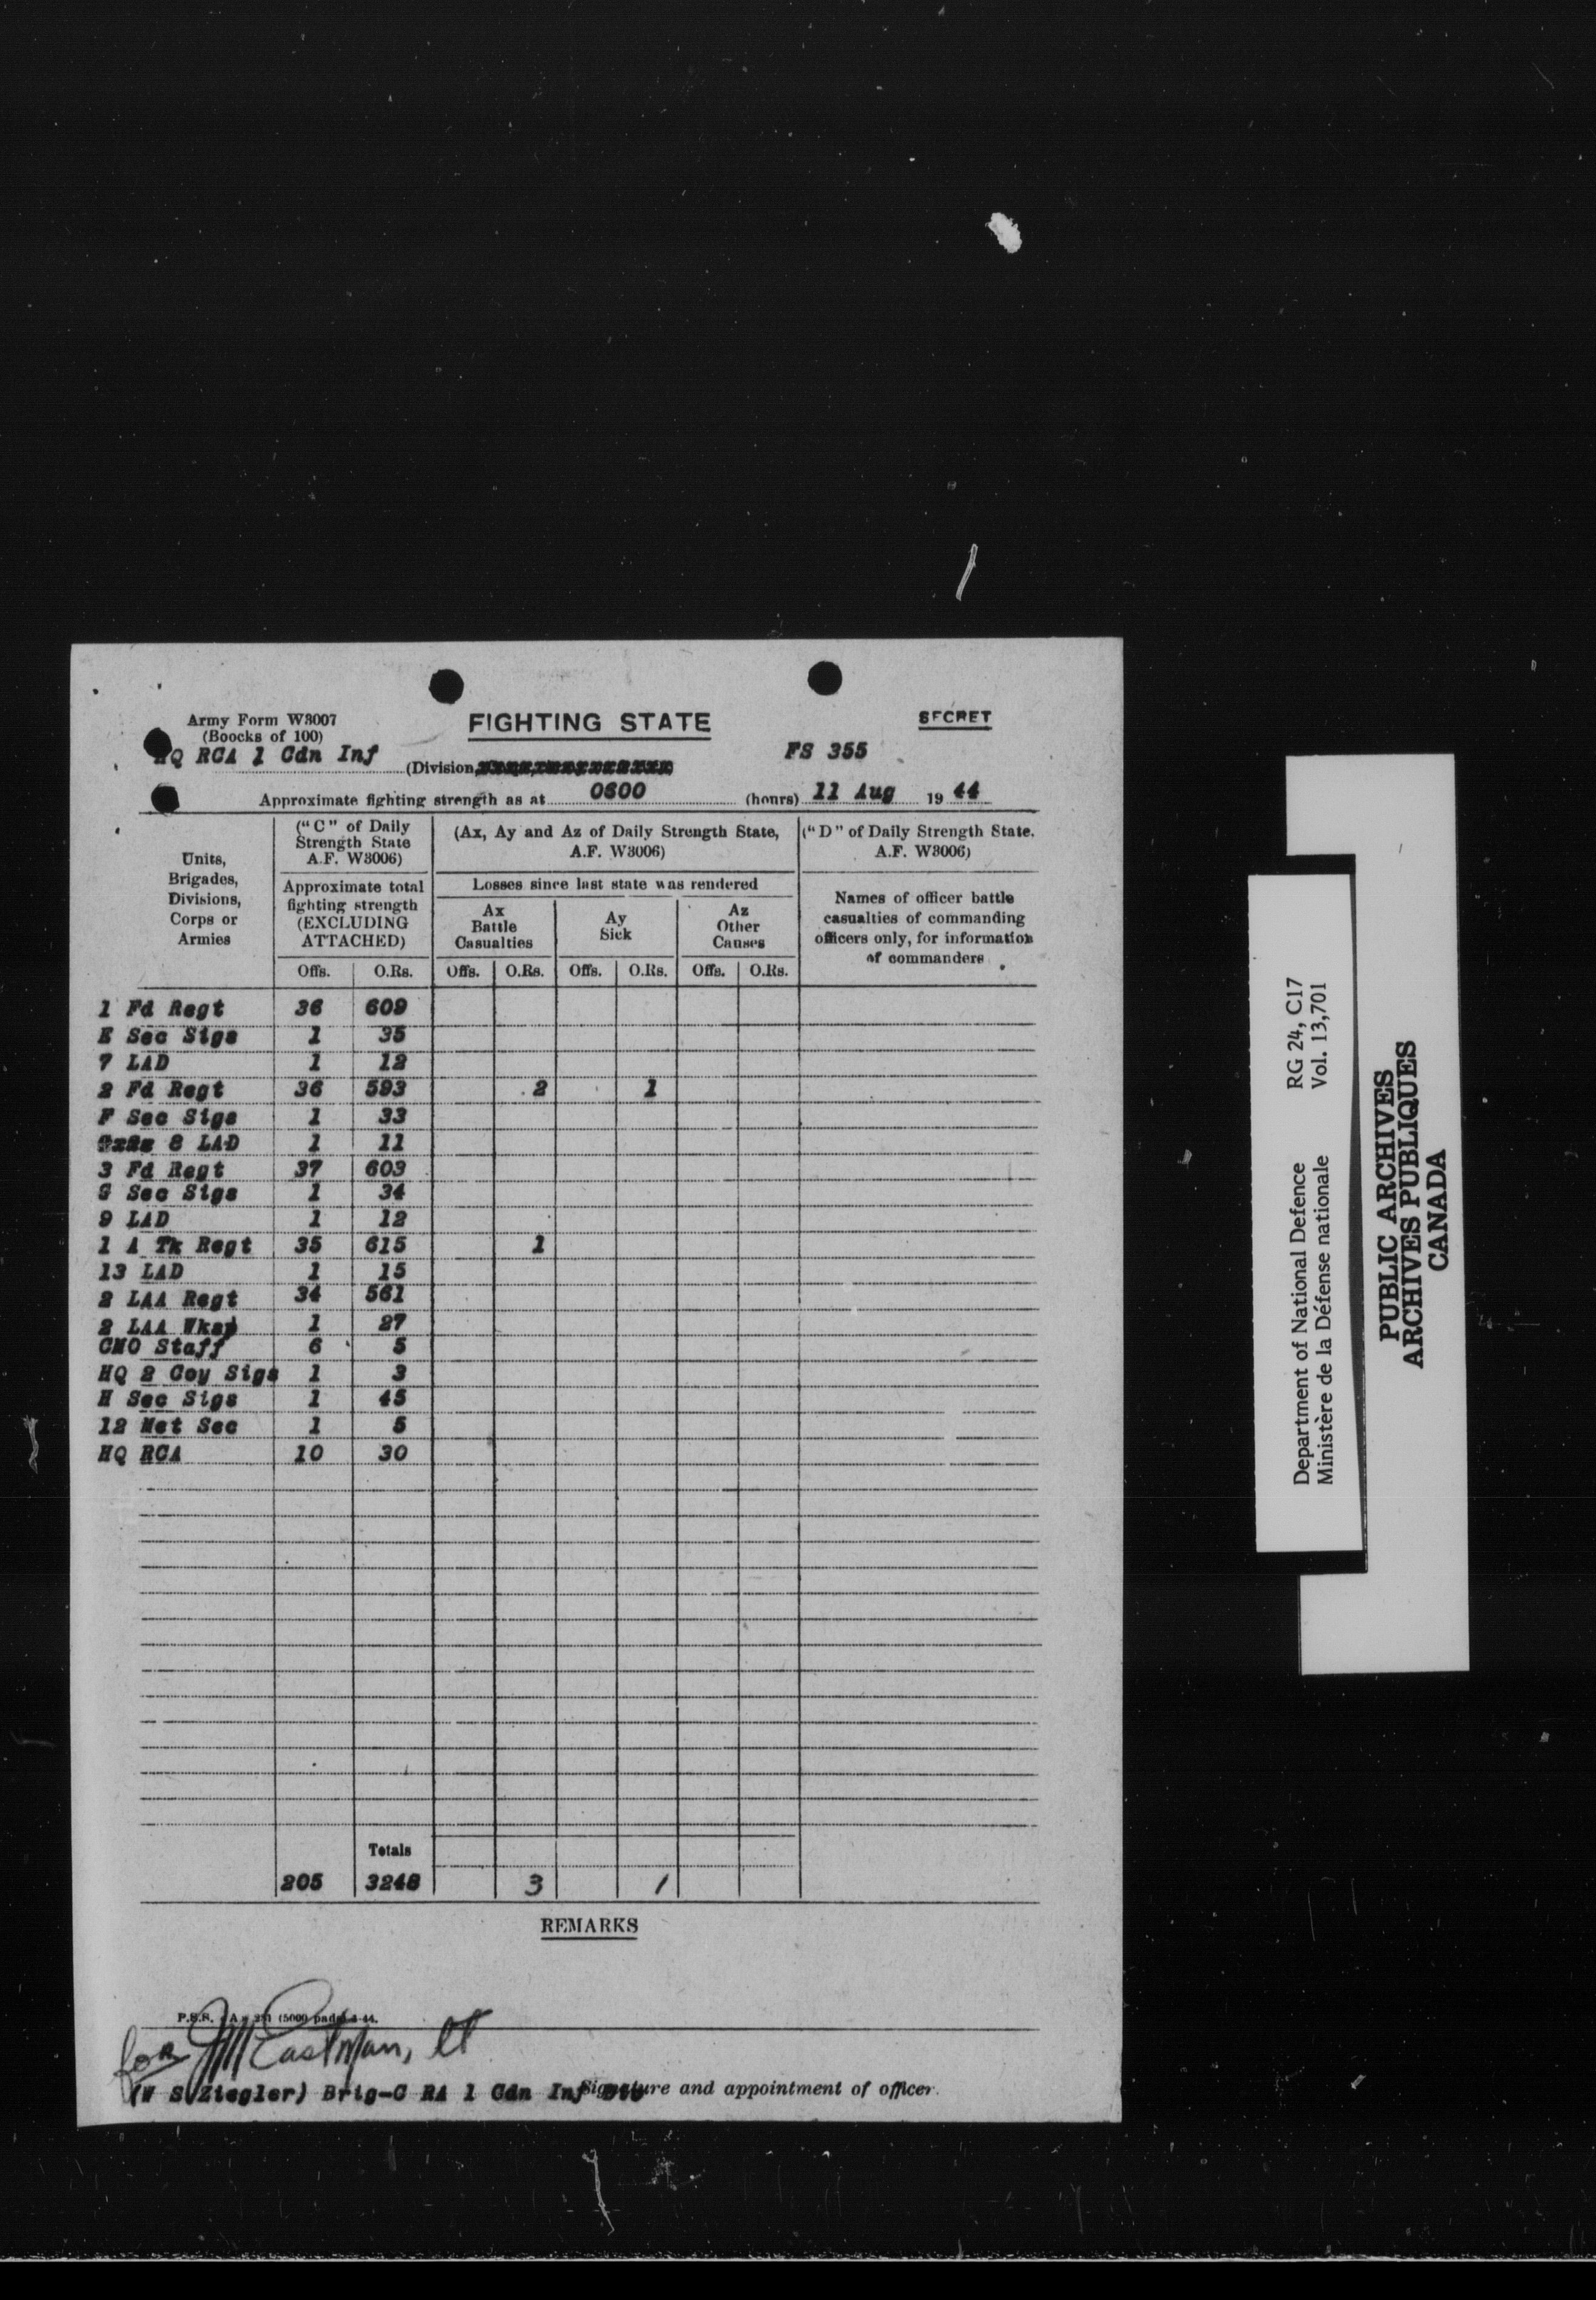 Army Form W3007
(Boocks of 100)
FIGHTING STATE
SECRET
HQ RCA 1 Cdn Inf (Division
FS 355
Approximate fighting strength as at 0600 (hours) 11 Aug 1944
Units, Brigades, Divisions, Corps or Armies
("C" of Daily Strength State A.F. W3006)
(Ax, Ay and Az of Daily Strength State, A.F. W3006)
("D" of Daily Strength State, A.F. W3006)
Approximate total fighting strength (EXCLUDING ATTACHED)
Losses since last state was rendered
Names of officer battle casualties of commanding officers only, for information of commanders
Ax Battle Casualties
Ay Sick
Az Other Causes
Offs. O.Rs. Offs. O.Rs. Offs. O.Rs. Offs. O.Rs.
1 Fd Regt 36 609
E Sec Sigs 1 35
7 LAD 1 12
2 Fd Regt 36 593 2 1
F Sec Sigs 1 33
8 LAD 1 11
3 Fd Regt 37 603
G Sec Sigs 1 34
9 LAD 1 12
1 A Tk Regt 35 615
1
13 LAD 1 15
2 LAA Regt 34 561
2 LAA Wksp 1 27
CMO Staff 6 5
HQ 2 Coy Sigs 1 3
H Sec Sigs 1 45
12 Met Sec 1 5
HQ RCA 10 30
Totals
205 3248 3 1
REMARKS
P.S.S. (5000 pads)
for JM Eastman, Lt
(W S Ziegler) Brig-C RA 1 Cdn Inf Div
Signature and appointment of officer.
Department of National Defence RG 24, C17
Ministère de la Défense nationale Vol. 13,701
PUBLIC ARCHIVES
ARCHIVES PUBLIQUES
CANADA